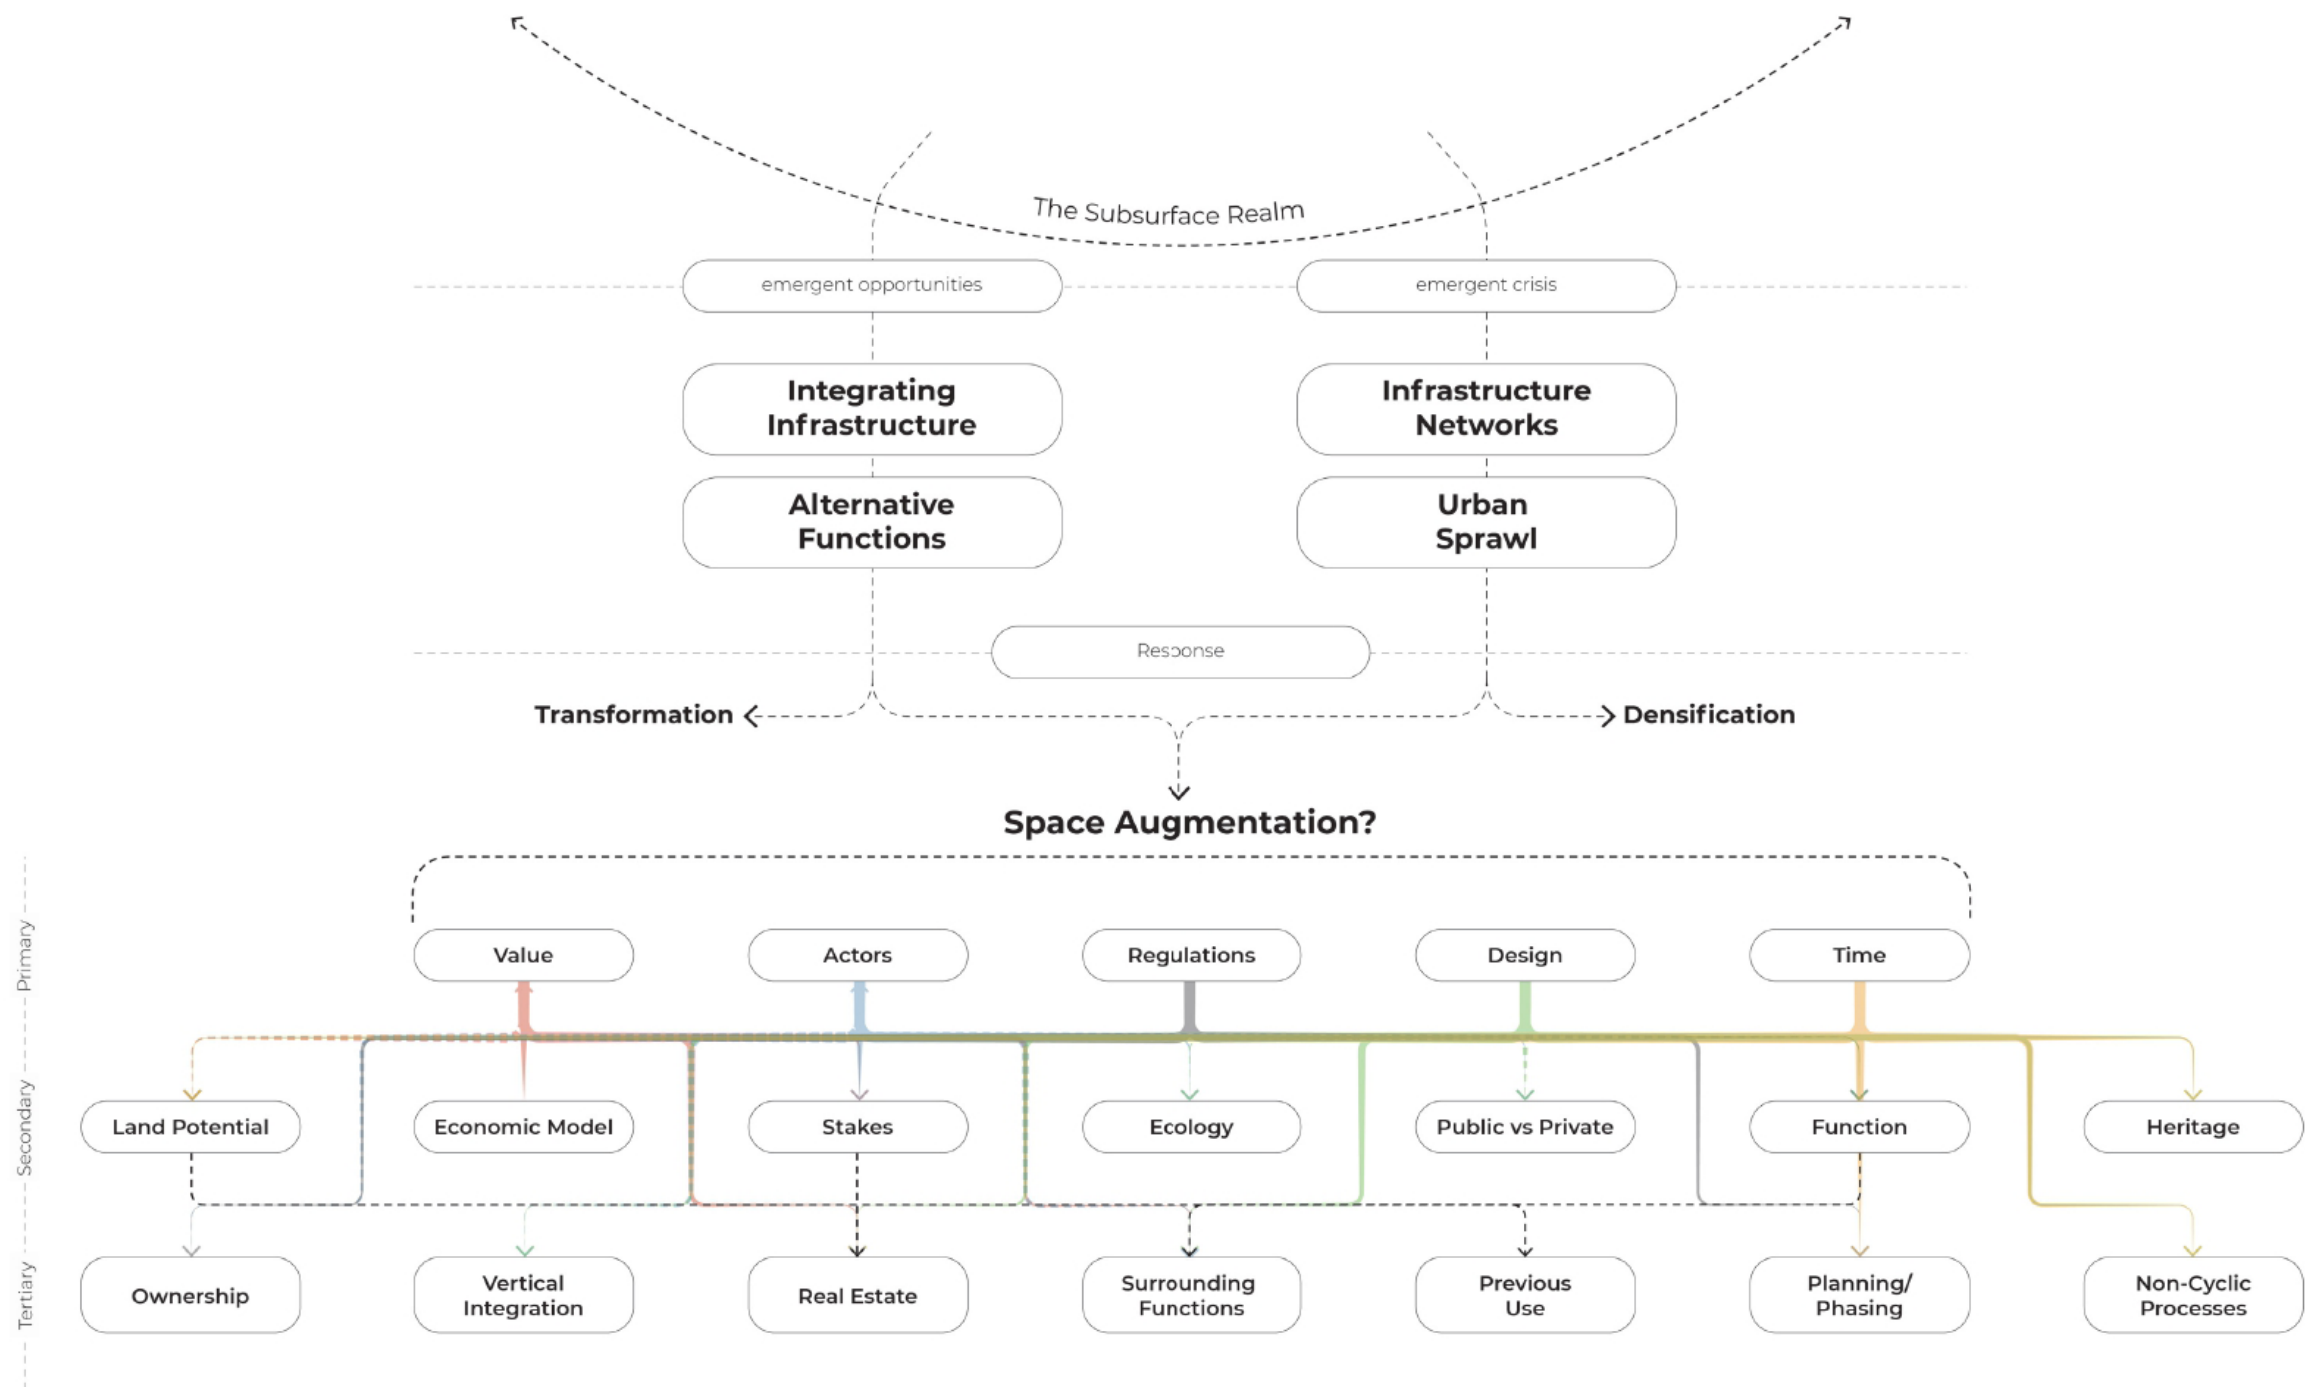 The Subsurface Realm
emergent opportunities
emergent crisis
Integrating
Infrastructure
Infrastructure
Networks
Alternative
Functions
Urban
Sprawl
Response
Transformation
Densification
Space Augmentation?
Primary
Value
Actors
Regulations
Design
Time
Secondary
Land Potential
Economic Model
Stakes
Ecology
Public vs Private
Function
Heritage
Tertiary
Ownership
Vertical
Integration
Real Estate
Surrounding
Functions
Previous
Use
Planning/
Phasing
Non-Cyclic
Processes